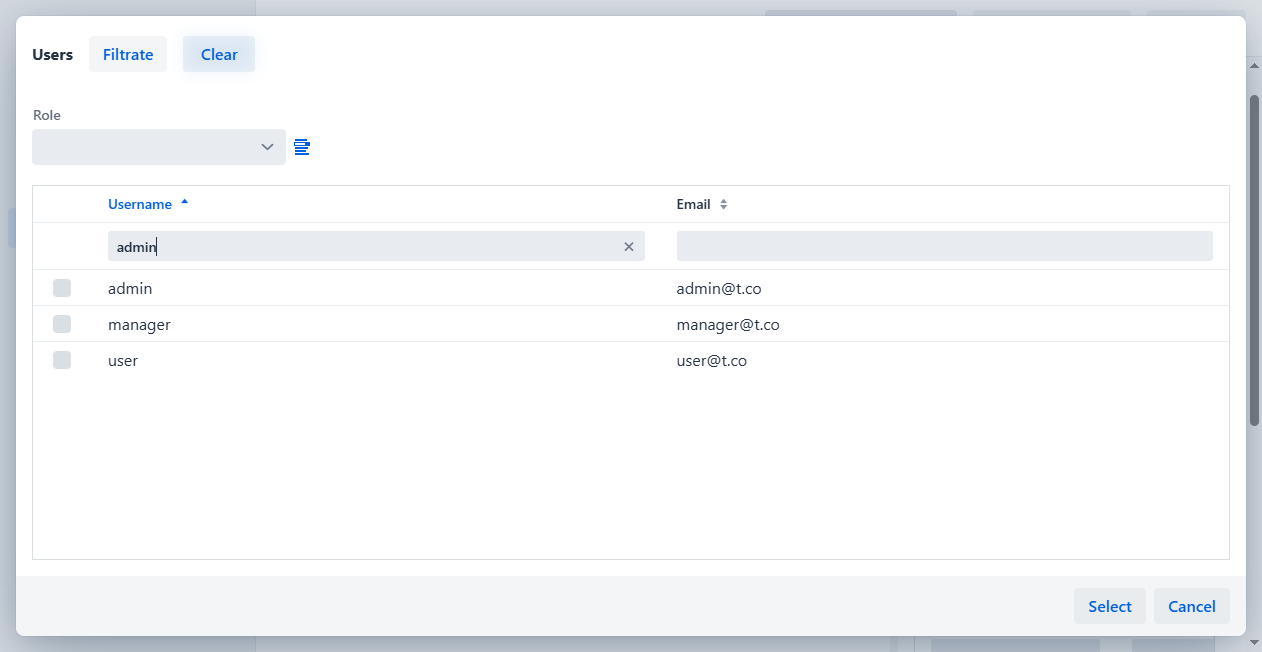 Users Filtrate Clear
Role
Username Email
admin
admin admin@t.co
manager manager@t.co
user user@t.co
Select Cancel